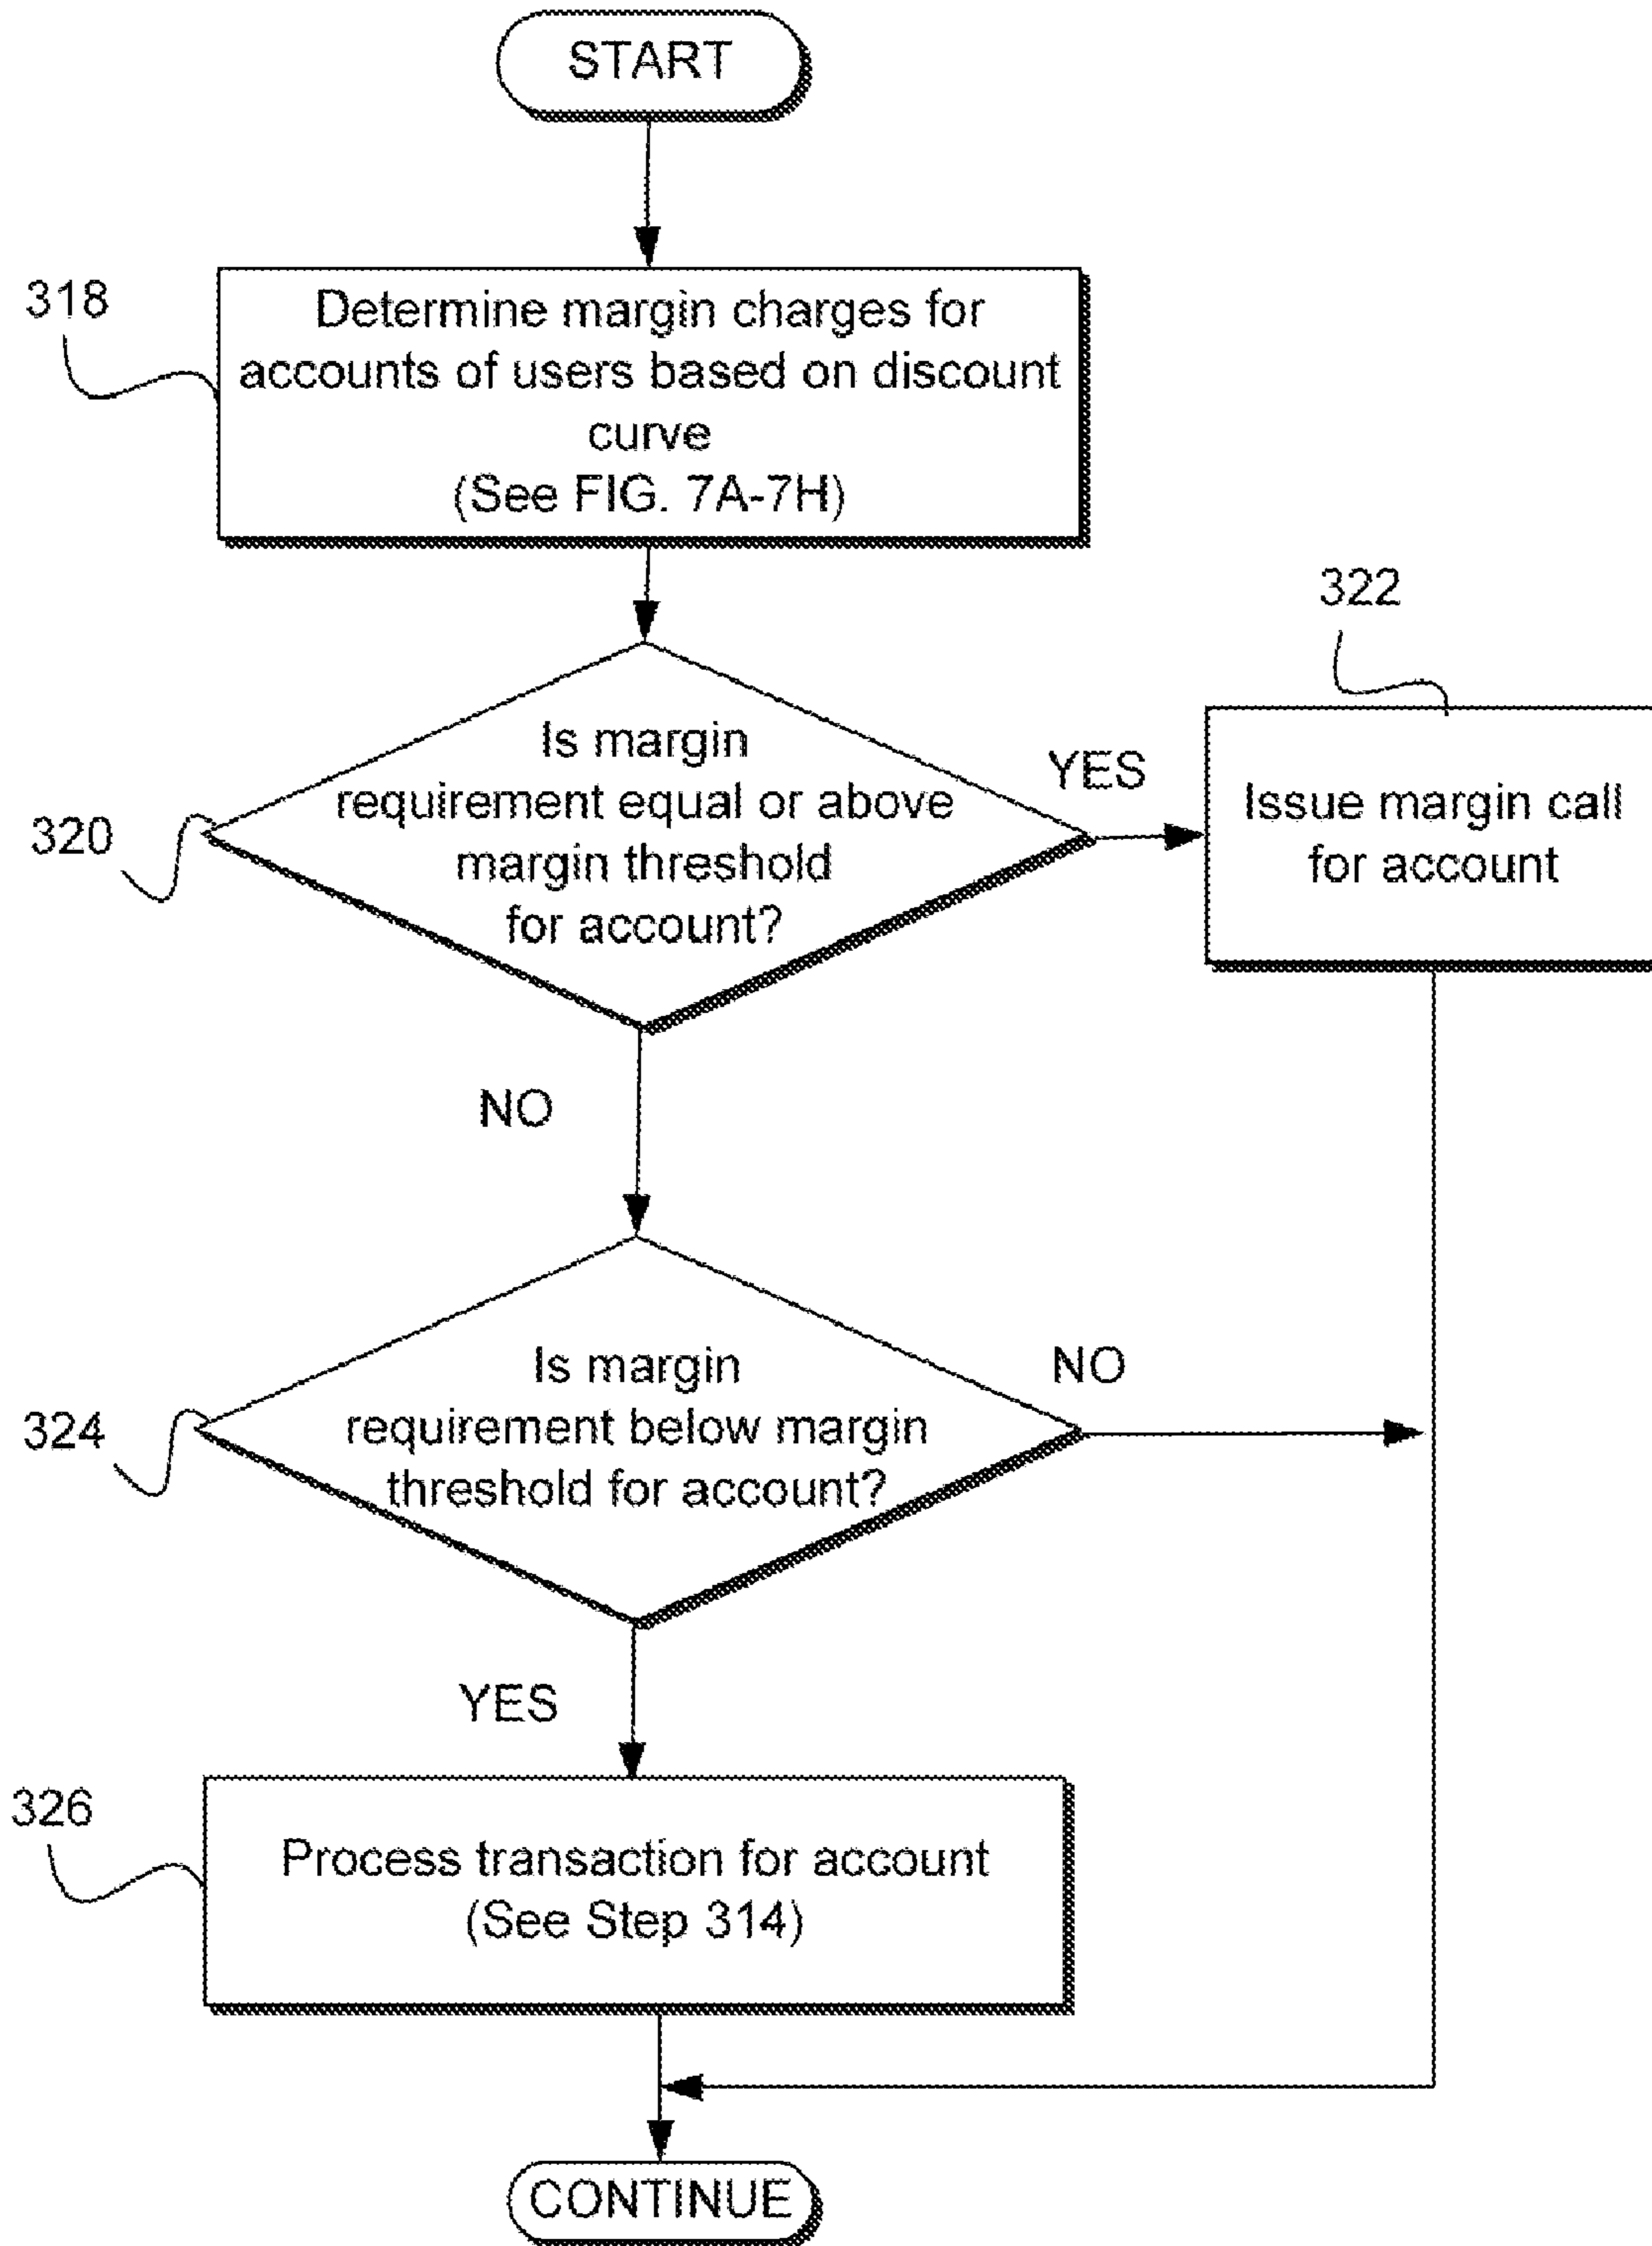 START
318
Determine margin charges for
accounts of users based on discount
curve
(See FIG. 7A-7H)
322
Is margin
requirement equal or above
margin threshold
for account?
320
YES
Issue margin call
for account
NO
Is margin
requirement below margin
threshold for account?
324
NO
YES
326
Process transaction for account
(See Step 314)
CONTINUE